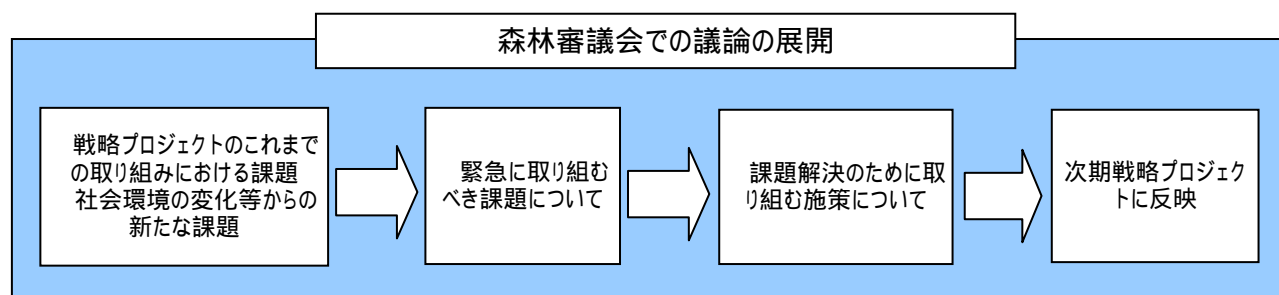 森林審議会での議論の展開
戦略プロジェクトのこれまで
の取り組みにおける課題
社会環境の変化等からの
新たな課題
緊急に取り組む
べき課題について
課題解決のために取
り組む施策について
次期戦略プロジェク
トに反映